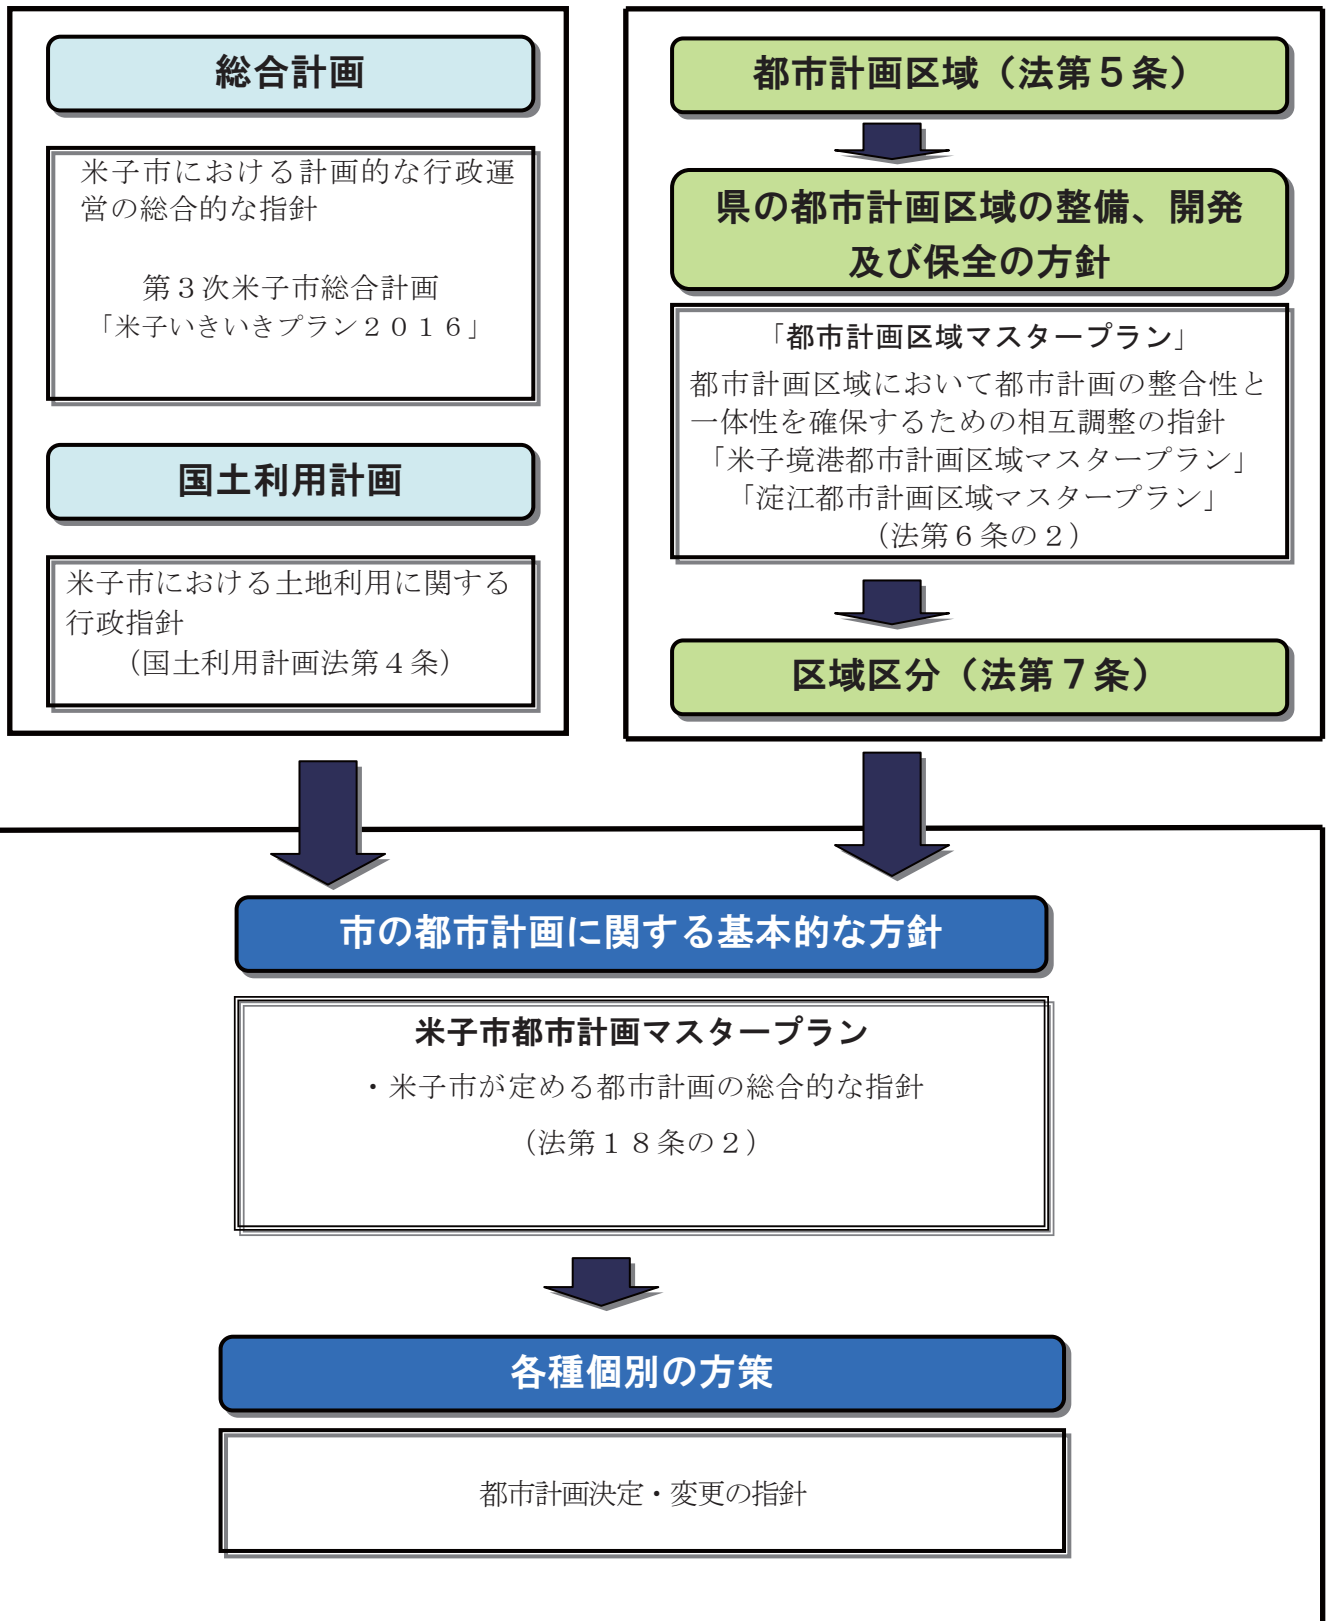 総合計画
米子市における計画的な行政運
営の総合的な指針
第３次米子市総合計画
「米子いきいきプラン２０１６」
国土利用計画
米子市における土地利用に関する
行政指針
（国土利用計画法第４条）
都市計画区域（法第５条）
県の都市計画区域の整備、開発
及び保全の方針
「都市計画区域マスタープラン」
都市計画区域において都市計画の整合性と
一体性を確保するための相互調整の指針
「米子境港都市計画区域マスタープラン」
「淀江都市計画区域マスタープラン」
（法第６条の２）
区域区分（法第７条）
市の都市計画に関する基本的な方針
米子市都市計画マスタープラン
・米子市が定める都市計画の総合的な指針
（法第１８条の２）
各種個別の方策
都市計画決定・変更の指針